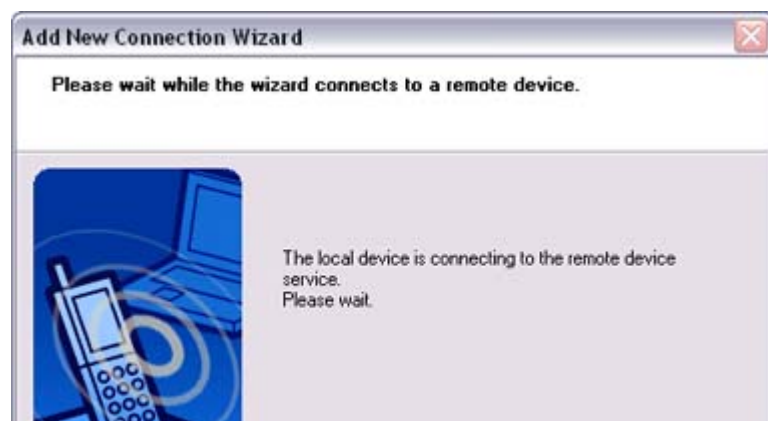 Add New Connection Wizard
Please wait while the wizard connects to a remote device.
The local device is connecting to the remote device
service.
Please wait.